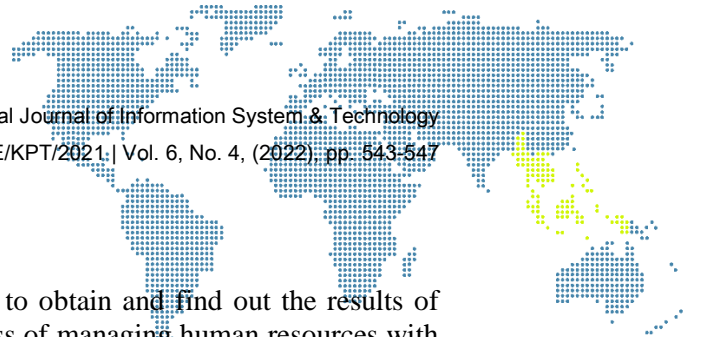 al Journal of Information System & Technology
E/KPT/2021 | Vol. 6, No. 4, (2022), pp. 543-547
to obtain and find out the results of
ss of managing human resources with